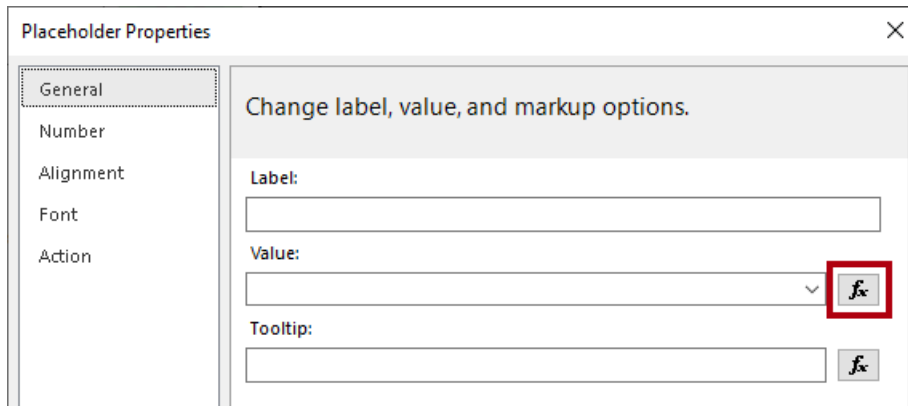 Placeholder Properties
General
Number
Alignment
Font
Action
Change label, value, and markup options.
Label:
Value:
fx
Tooltip:
fx